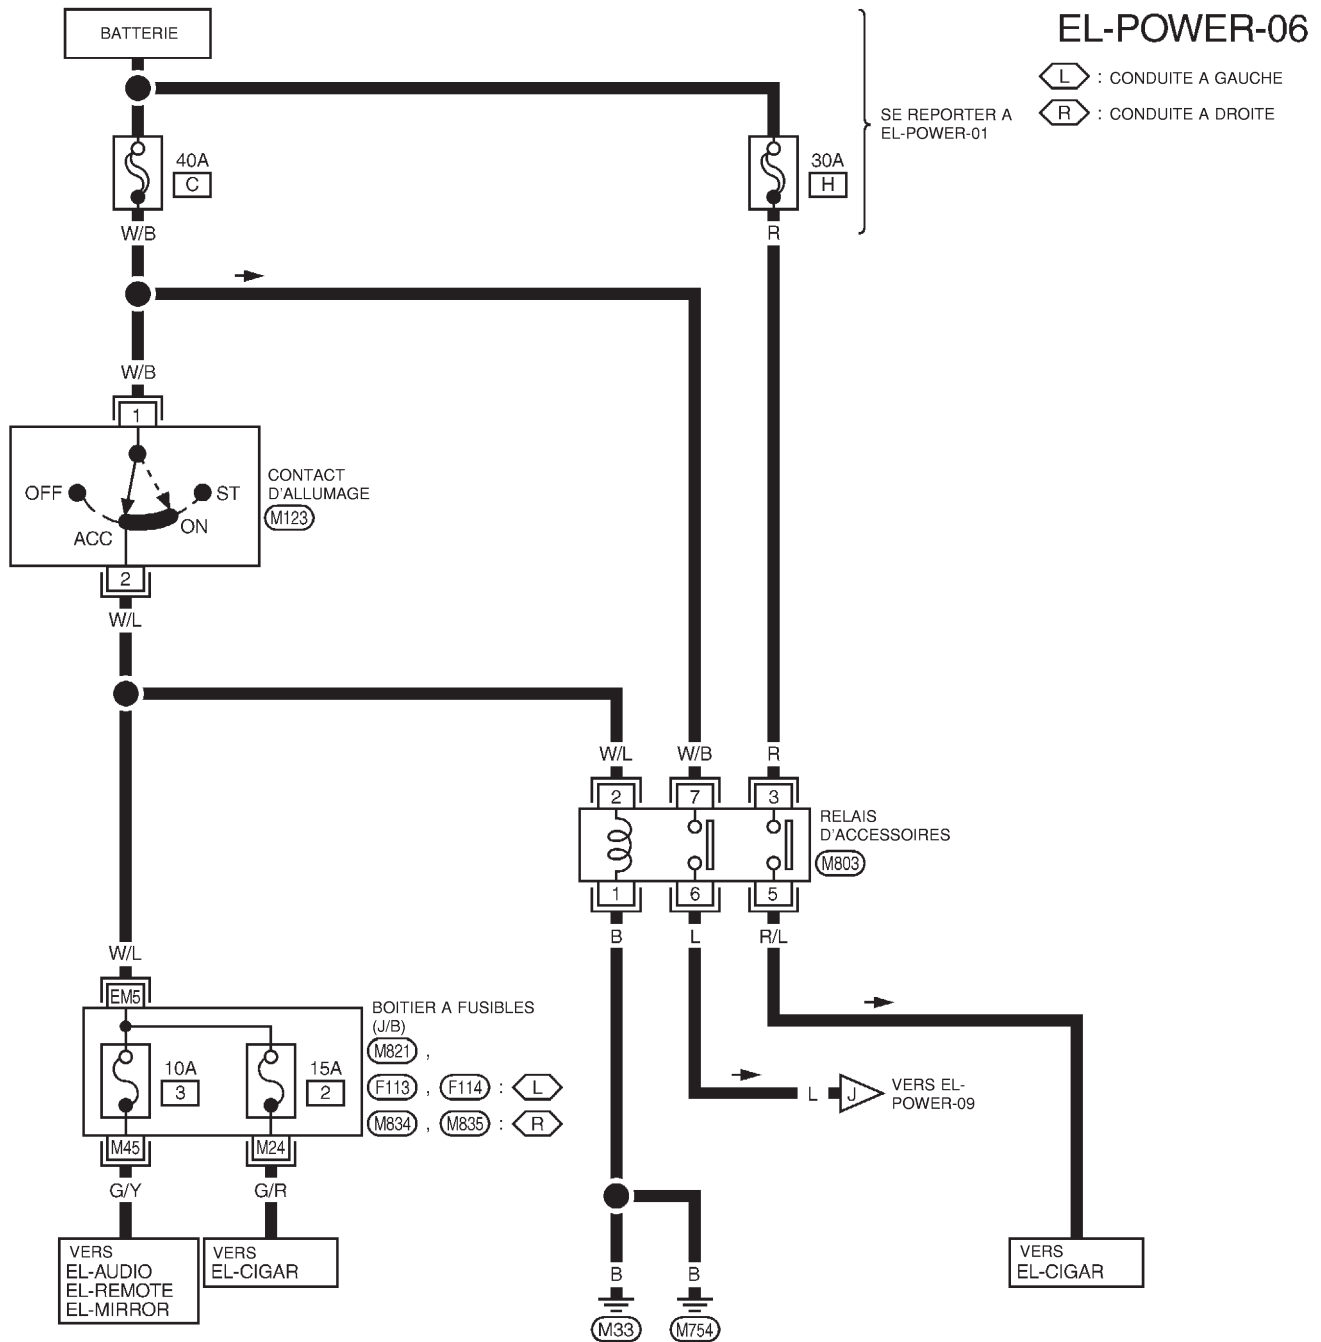 EL-POWER-06
BATTERIE
L : CONDUITE A GAUCHE
R : CONDUITE A DROITE
SE REPORTER A
EL-POWER-01
40A
C
30A
H
W/B
R
W/B
1
CONTACT
D'ALLUMAGE
M123
OFF
ST
ON
ACC
2
W/L
W/L
W/B
R
2
7
3
RELAIS
D'ACCESSOIRES
M803
1
6
5
B
L
R/L
W/L
EM5
BOITIER A FUSIBLES
(J/B)
M821 ,
F113 , F114 : L
M834 , M835 : R
10A
3
15A
2
L
J
VERS EL-
POWER-09
M45
M24
G/Y
G/R
VERS
EL-AUDIO
EL-REMOTE
EL-MIRROR
VERS
EL-CIGAR
B
B
M33
M754
VERS
EL-CIGAR